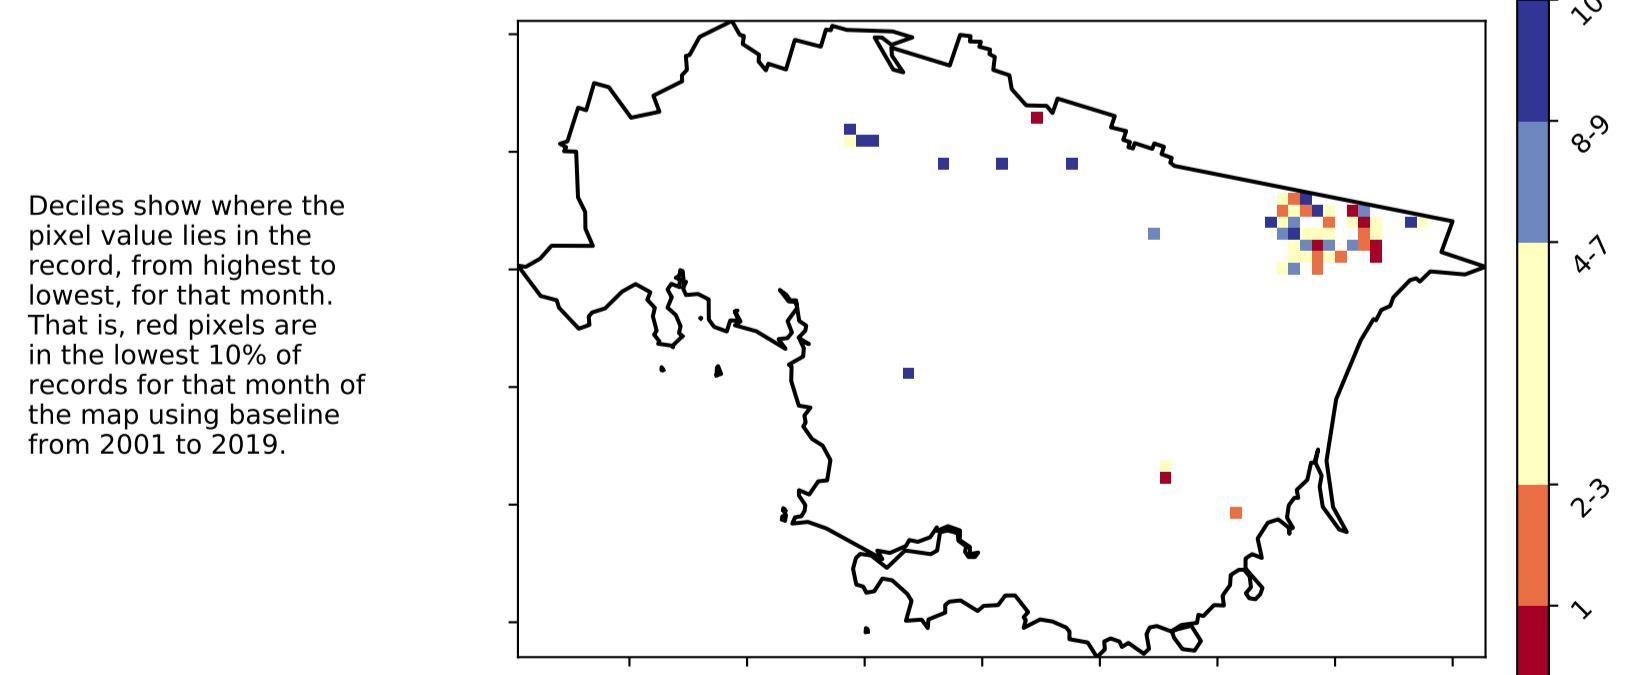 Deciles show where the
pixel value lies in the
record, from highest to
lowest, for that month.
That is, red pixels are
in the lowest 10% of
records for that month of
the map using baseline
from 2001 to 2019.
10
8-9
4-7
2-3
1